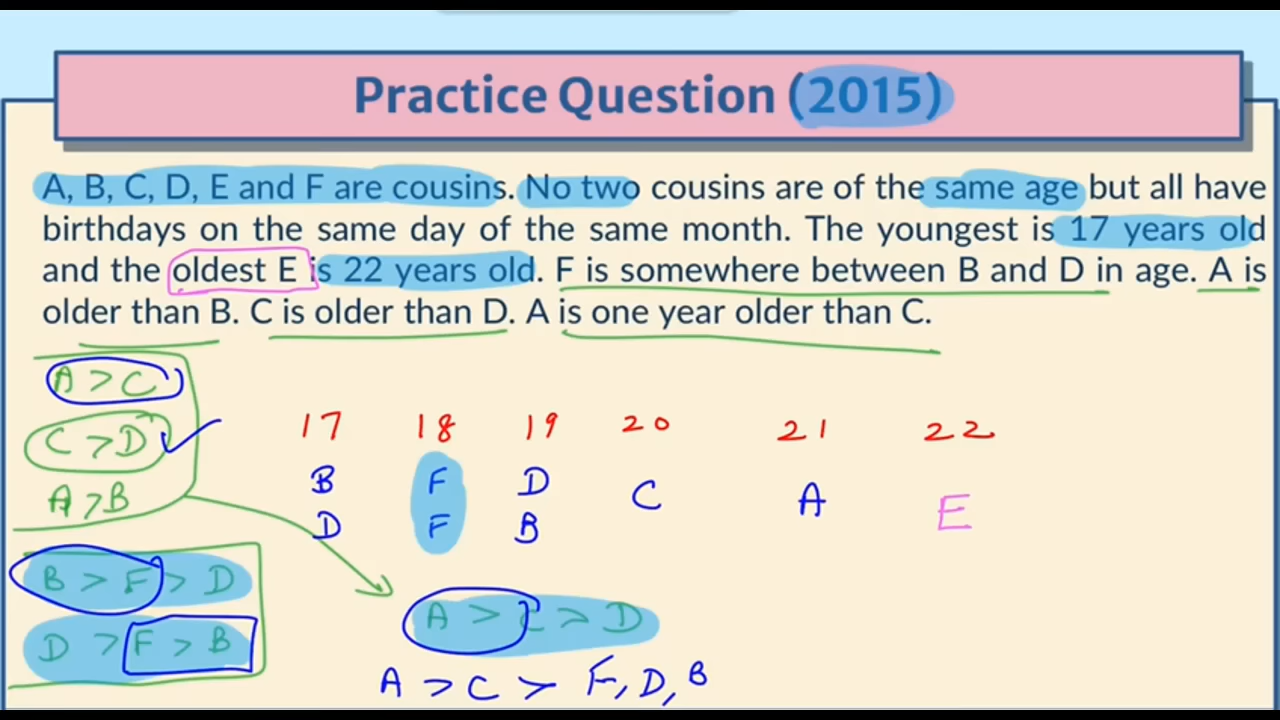 Practice Question (2015)
A, B, C, D, E and F are cousins. No two cousins are of the same age but all have
birthdays on the same day of the same month. The youngest is 17 years old
and the oldest E is 22 years old. F is somewhere between B and D in age. A is
older than B. C is older than D. A is one year older than C.
A > C
C > D
A > B
17 18 19 20 21 22
B F D C A E
D F B
B > F > D
D > F > B
A > C > D
A > C > F, D, B